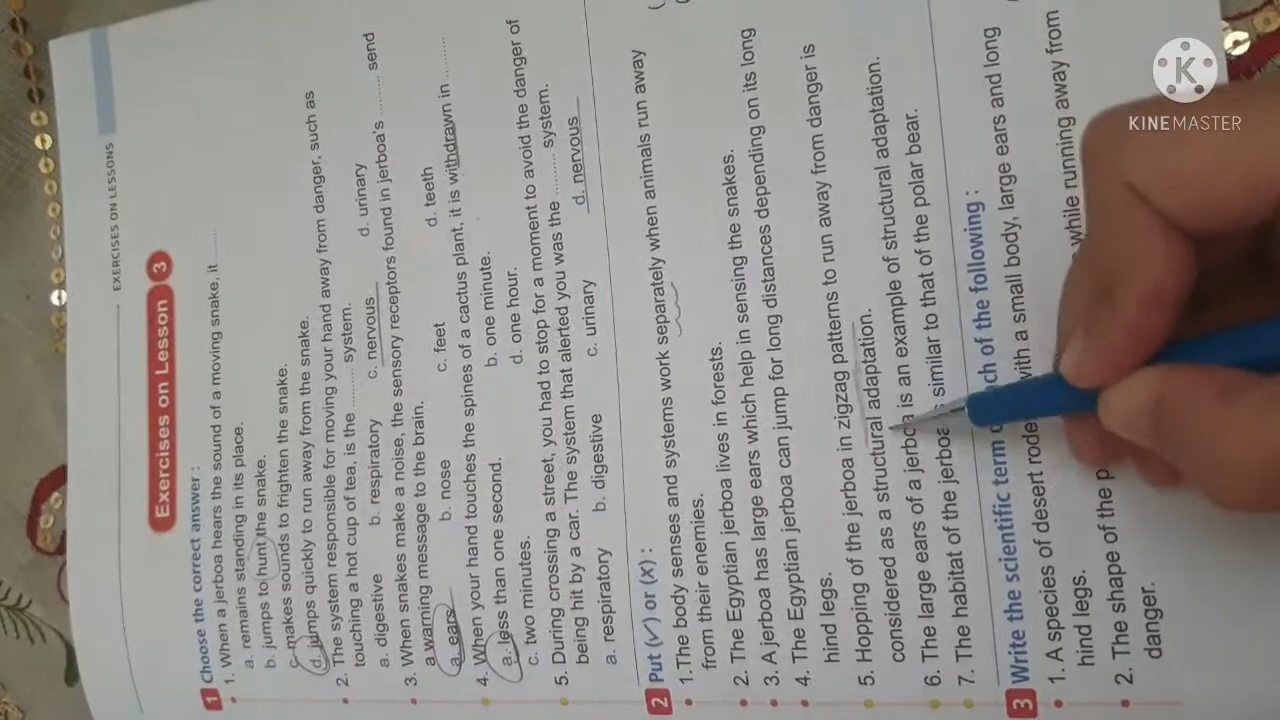 EXERCISES ON LESSONS
Exercises on Lesson 3
1 Choose the correct answer :
1. When a jerboa hears the sound of a moving snake, it ........
a. remains standing in its place.
b. jumps to hunt the snake.
c. makes sounds to frighten the snake.
d. jumps quickly to run away from the snake.
2. The system responsible for moving your hand away from danger, such as
touching a hot cup of tea, is the ........ system.
a. digestive b. respiratory c. nervous d. urinary
3. When snakes make a noise, the sensory receptors found in jerboa's ........ send
a warning message to the brain.
a. ears b. nose c. feet d. teeth
4. When your hand touches the spines of a cactus plant, it is withdrawn in ........
a. less than one second. b. one minute.
c. two minutes. d. one hour.
5. During crossing a street, you had to stop for a moment to avoid the danger of
being hit by a car. The system that alerted you was the ........ system.
a. respiratory b. digestive c. urinary d. nervous
2 Put (✓) or (X) :
1. The body senses and systems work separately when animals run away
from their enemies.
2. The Egyptian jerboa lives in forests.
3. A jerboa has large ears which help in sensing the snakes.
4. The Egyptian jerboa can jump for long distances depending on its long
hind legs.
5. Hopping of the jerboa in zigzag patterns to run away from danger is
considered as a structural adaptation.
6. The large ears of a jerboa is an example of structural adaptation.
7. The habitat of the jerboa similar to that of the polar bear.
3 Write the scientific term of each of the following :
1. A species of desert with a small body, large ears and long
hind legs.
2. The shape of the while running away from
danger.
KINEMASTER